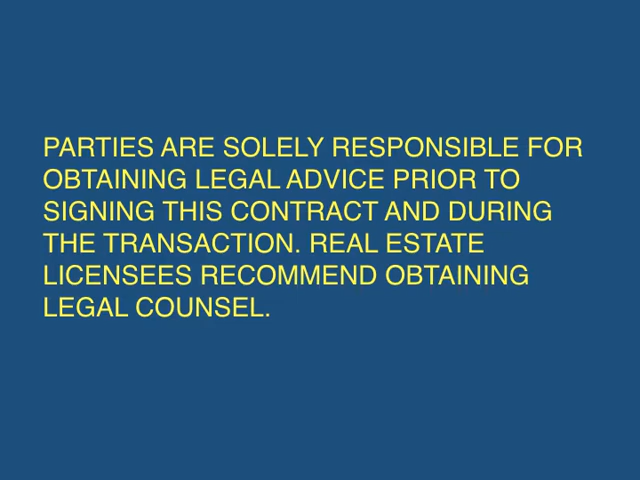 PARTIES ARE SOLELY RESPONSIBLE FOR
OBTAINING LEGAL ADVICE PRIOR TO
SIGNING THIS CONTRACT AND DURING
THE TRANSACTION. REAL ESTATE
LICENSEES RECOMMEND OBTAINING
LEGAL COUNSEL.